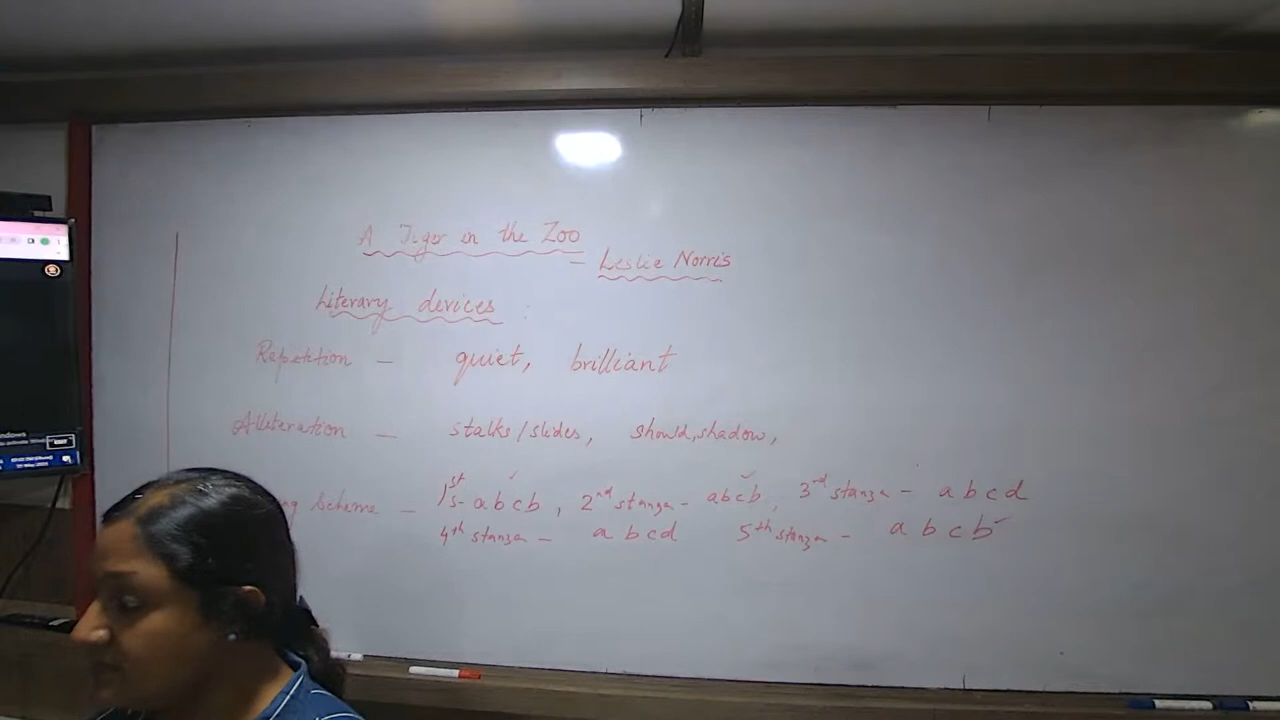 A Tiger in the Zoo
- Leslie Norris
Literary devices :
Repetition - quiet, brilliant
Alliteration - stalks/slides, should, shadow,
Scheme - 1st s- abcb, 2nd stanza - abcb, 3rd stanza - abcd
4th stanza - abcd 5th stanza - abcb